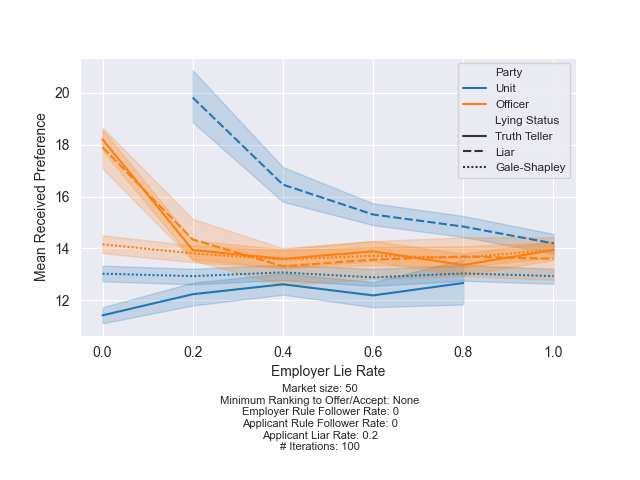 Party
Unit
Officer
Lying Status
Truth Teller
Liar
Gale-Shapley
Mean Received Preference
20
18
16
14
12
0.0 0.2 0.4 0.6 0.8 1.0
Employer Lie Rate
Market size: 50
Minimum Ranking to Offer/Accept: None
Employer Rule Follower Rate: 0
Applicant Rule Follower Rate: 0
Applicant Liar Rate: 0.2
# Iterations: 100